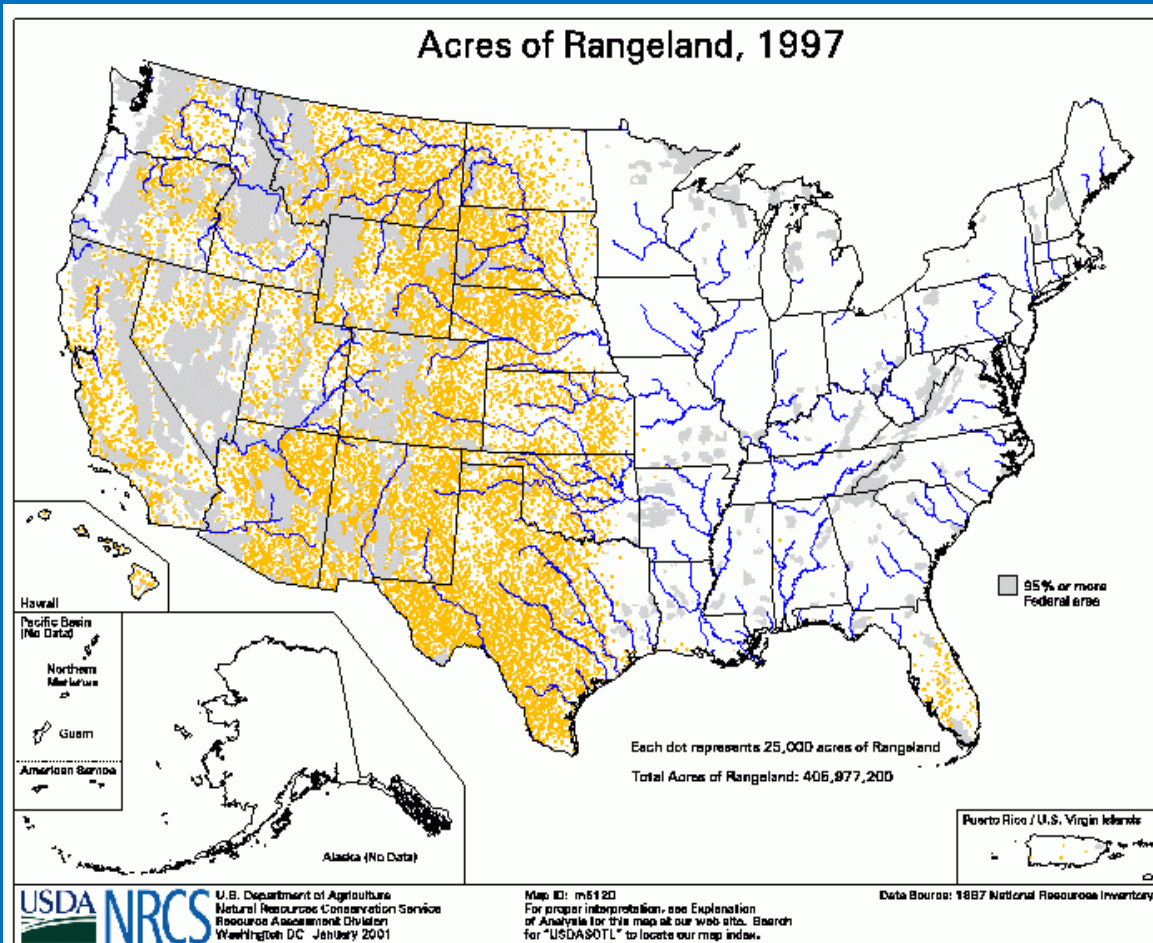 Acres of Rangeland, 1997
95% or more
Federal area
Hawaii
Pacific Basin
(No Data)
Northern
Marianas
Guam
American Samoa
Alaska (No Data)
Each dot represents 25,000 acres of Rangeland
Total Acres of Rangeland: 405,977,200
Puerto Rico / U.S. Virgin Islands
USDA NRCS
U.S. Department of Agriculture
Natural Resources Conservation Service
Resource Assessment Division
Washington DC January 2001
Map ID: m5120
For proper interpretation, see Explanation
of Analysis for this map at our web site. Search
for "USDASOTL" to locate our map index.
Data Source: 1997 National Resources Inventory